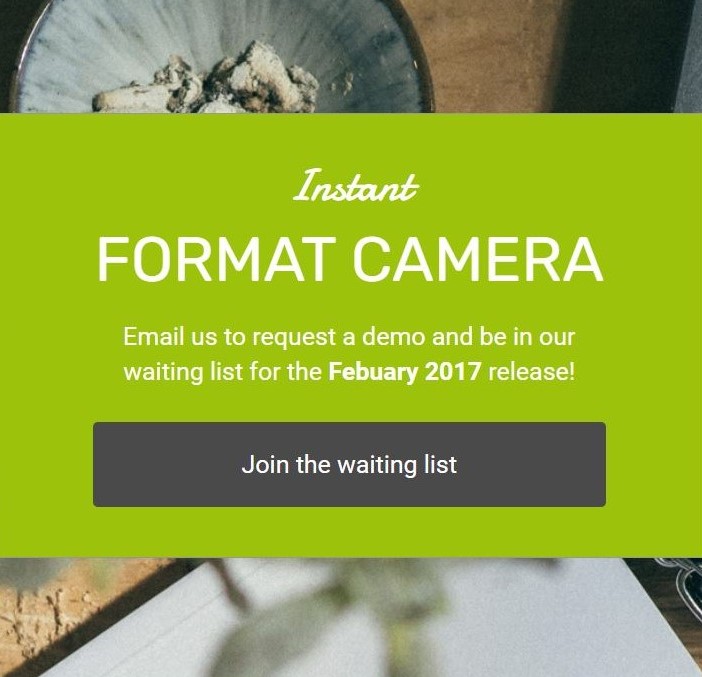 Instant
FORMAT CAMERA
Email us to request a demo and be in our
waiting list for the Febuary 2017 release!
Join the waiting list